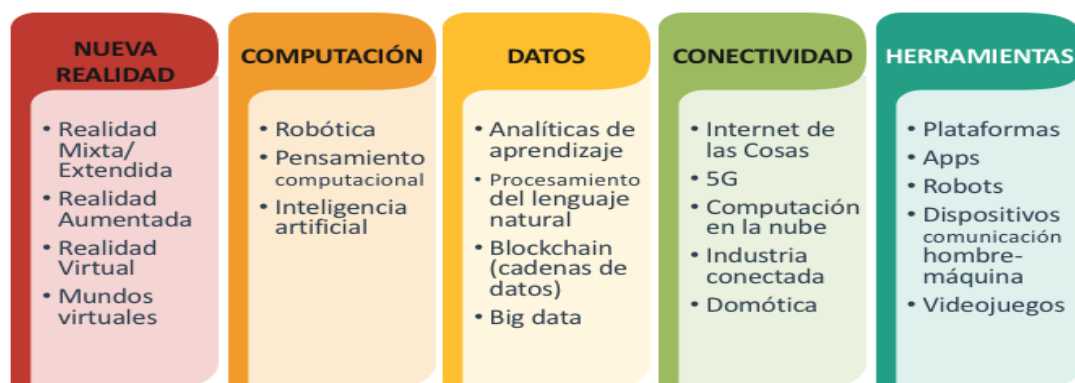 NUEVA
REALIDAD
• Realidad
Mixta/
Extendida
• Realidad
Aumentada
• Realidad
Virtual
• Mundos
virtuales
COMPUTACIÓN
• Robótica
• Pensamiento
computacional
• Inteligencia
artificial
DATOS
• Analíticas de
aprendizaje
• Procesamiento
del lenguaje
natural
• Blockchain
(cadenas de
datos)
• Big data
CONECTIVIDAD
• Internet de
las Cosas
• 5G
• Computación
en la nube
• Industria
conectada
• Domótica
HERRAMIENTAS
• Plataformas
• Apps
• Robots
• Dispositivos
comunicación
hombre-
máquina
• Videojuegos